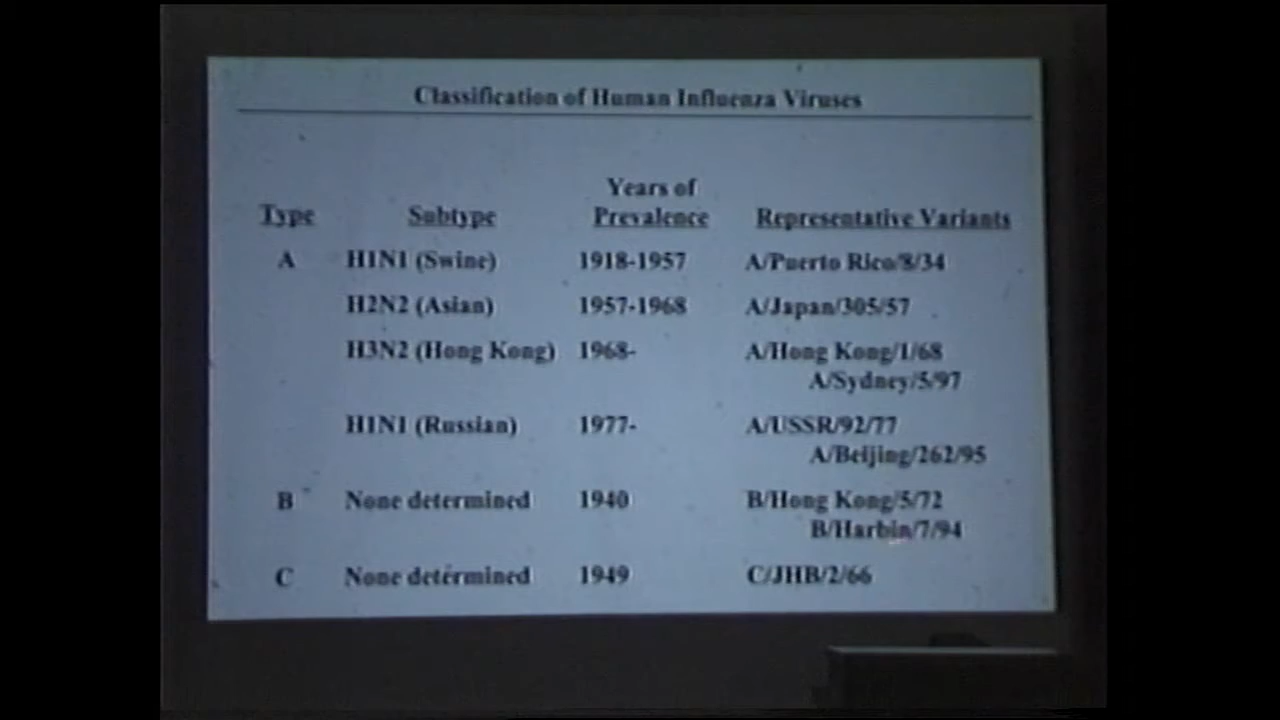 Classification of Human Influenza Viruses
Years of
Type Subtype Prevalence Representative Variants
A H1N1 (Swine) 1918-1957 A/Puerto Rico/8/34
H2N2 (Asian) 1957-1968 A/Japan/305/57
H3N2 (Hong Kong) 1968- A/Hong Kong/1/68
A/Sydney/5/97
H1N1 (Russian) 1977- A/USSR/92/77
A/Beijing/262/95
B None determined 1940 B/Hong Kong/5/72
B/Harbin/7/94
C None determined 1949 C/JHB/2/66